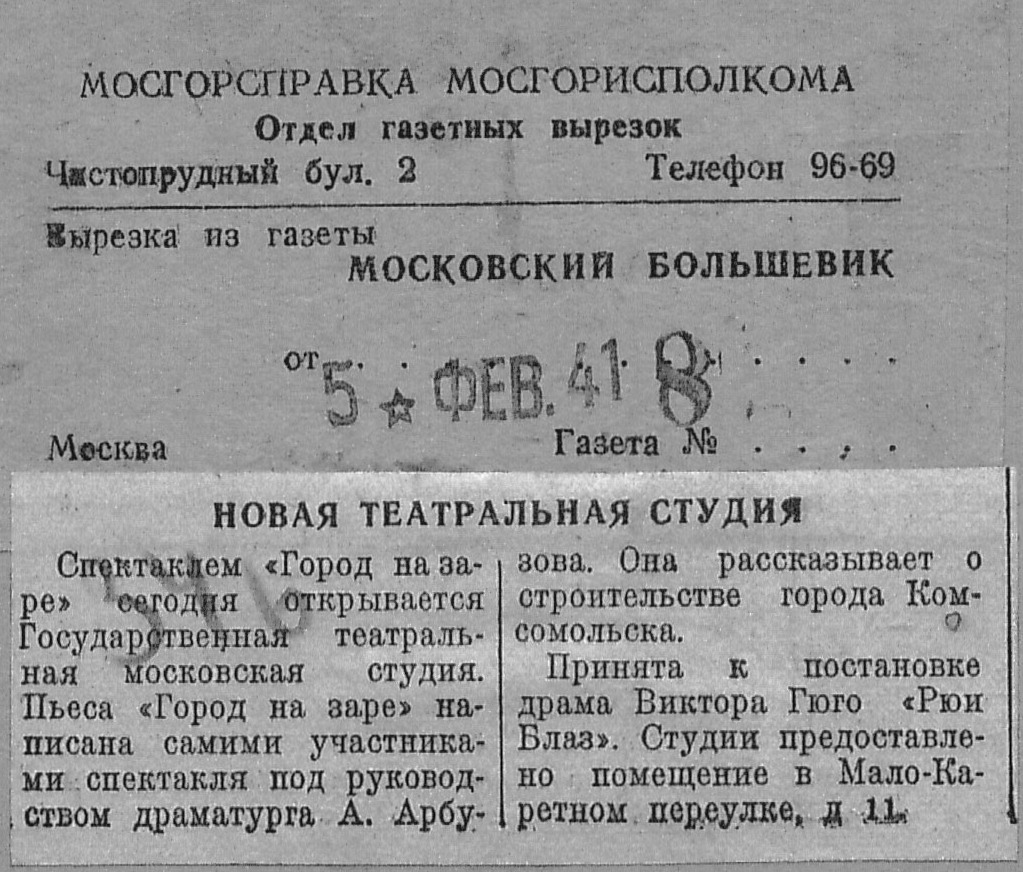 МОСГОРСПРАВКА МОСГОРИСПОЛКОМА
Отдел газетных вырезок
Чистопрудный бул. 2 Телефон 96-69
Вырезка из газеты
МОСКОВСКИЙ БОЛЬШЕВИК
от 5 ☆ ФЕВ. 41 8 . . . .
Москва Газета № . . . .
НОВАЯ ТЕАТРАЛЬНАЯ СТУДИЯ
Спектаклем «Город на за-
ре» сегодня открывается
Государственная театраль-
ная московская студия.
Пьеса «Город на заре» на-
писана самими участника-
ми спектакля под руковод-
ством драматурга А. Арбу-
зова. Она рассказывает о
строительстве города Ком-
сомольска.
Принята к постановке
драма Виктора Гюго «Рюи
Блаз». Студии предоставле-
но помещение в Мало-Ка-
ретном переулке, д 11.